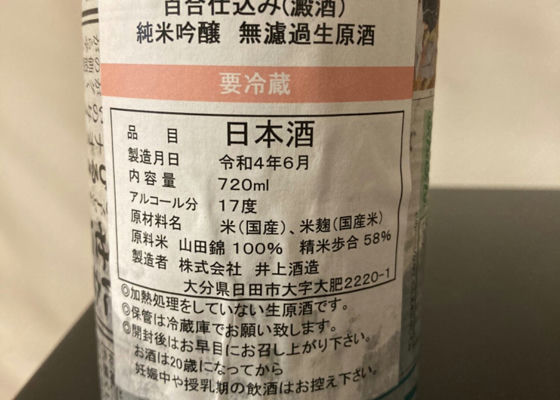 百合仕込み(澱酒)
純米吟醸 無濾過生原酒
要冷蔵
品目 日本酒
製造月日 令和4年6月
内容量 720ml
アルコール分 17度
原材料名 米(国産)、米麹(国産米)
原料米 山田錦100% 精米歩合58%
製造者 株式会社 井上酒造
大分県日田市大字大肥2220-1
◎加熱処理をしていない生原酒です。
◎保管は冷蔵庫でお願い致します。
◎開封後はお早目にお召し上がり下さい。
お酒は20歳になってから
妊娠中や授乳期の飲酒はお控え下さい。